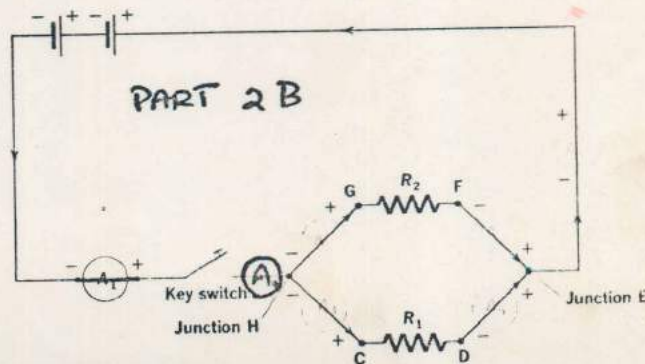 - + - +
PART 2B
G R₂ F
+ -
- +
- A₁ + A
Key switch
Junction H
- +
Junction E
+ -
R₁
C D
+
-